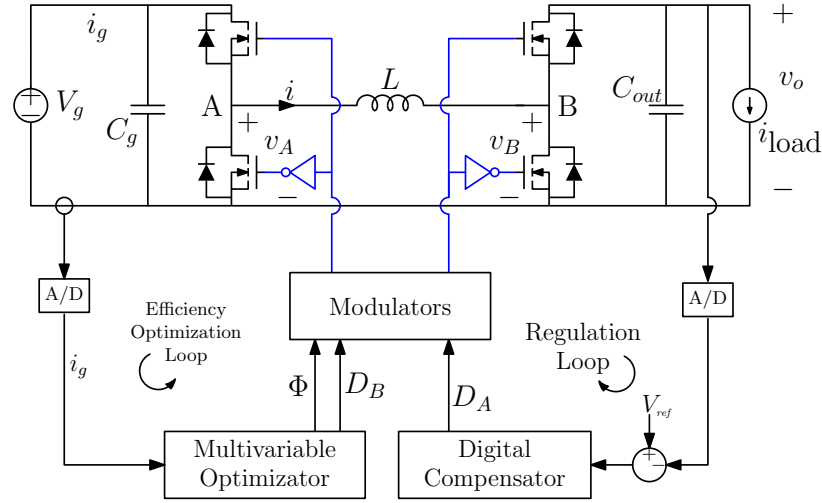 i_g
+
A
i
L
B
C_out
v_o
V_g
C_g
+
v_A
−
+
v_B
−
i_load
−
A/D
A/D
Efficiency
Optimization
Loop
Modulators
Regulation
Loop
i_g
Φ
D_B
D_A
V_ref
Multivariable
Optimizator
Digital
Compensator
+
−